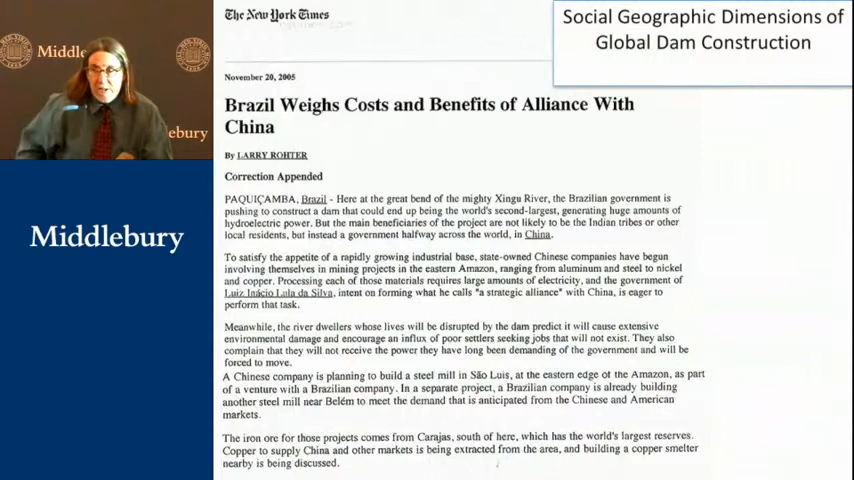 Middle
ebury
Middlebury
The New York Times
Social Geographic Dimensions of
Global Dam Construction
November 20, 2005
Brazil Weighs Costs and Benefits of Alliance With
China
By LARRY ROHTER
Correction Appended
PAQUIÇAMBA, Brazil - Here at the great bend of the mighty Xingu River, the Brazilian government is
pushing to construct a dam that could end up being the world's second-largest, generating huge amounts of
hydroelectric power. But the main beneficiaries of the project are not likely to be the Indian tribes or other
local residents, but instead a government halfway across the world, in China.
To satisfy the appetite of a rapidly growing industrial base, state-owned Chinese companies have begun
involving themselves in mining projects in the eastern Amazon, ranging from aluminum and steel to nickel
and copper. Processing each of those materials requires large amounts of electricity, and the government of
Luiz Inácio Lula da Silva, intent on forming what he calls "a strategic alliance" with China, is eager to
perform that task.
Meanwhile, the river dwellers whose lives will be disrupted by the dam predict it will cause extensive
environmental damage and encourage an influx of poor settlers seeking jobs that will not exist. They also
complain that they will not receive the power they have long been demanding of the government and will be
forced to move.
A Chinese company is planning to build a steel mill in São Luis, at the eastern edge of the Amazon, as part
of a venture with a Brazilian company. In a separate project, a Brazilian company is already building
another steel mill near Belém to meet the demand that is anticipated from the Chinese and American
markets.
The iron ore for those projects comes from Carajas, south of here, which has the world's largest reserves.
Copper to supply China and other markets is being extracted from the area, and building a copper smelter
nearby is being discussed.